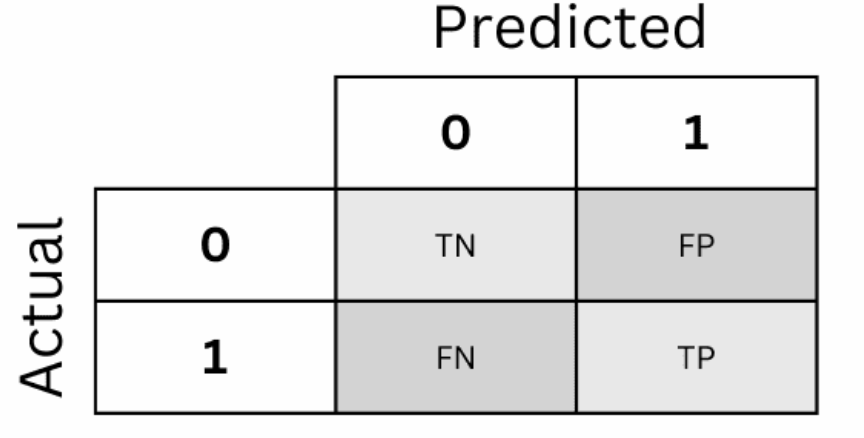 Predicted
0 1
Actual
0 TN FP
1 FN TP